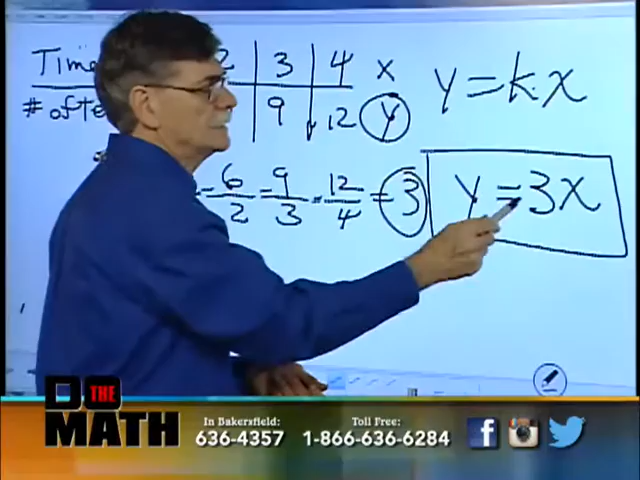 Time 2 3 4 x
# of te 9 12 y
y = k·x
= 6/2 = 9/3 = 12/4 = 3
y = 3x
DO THE MATH
In Bakersfield:
636-4357
Toll Free:
1-866-636-6284